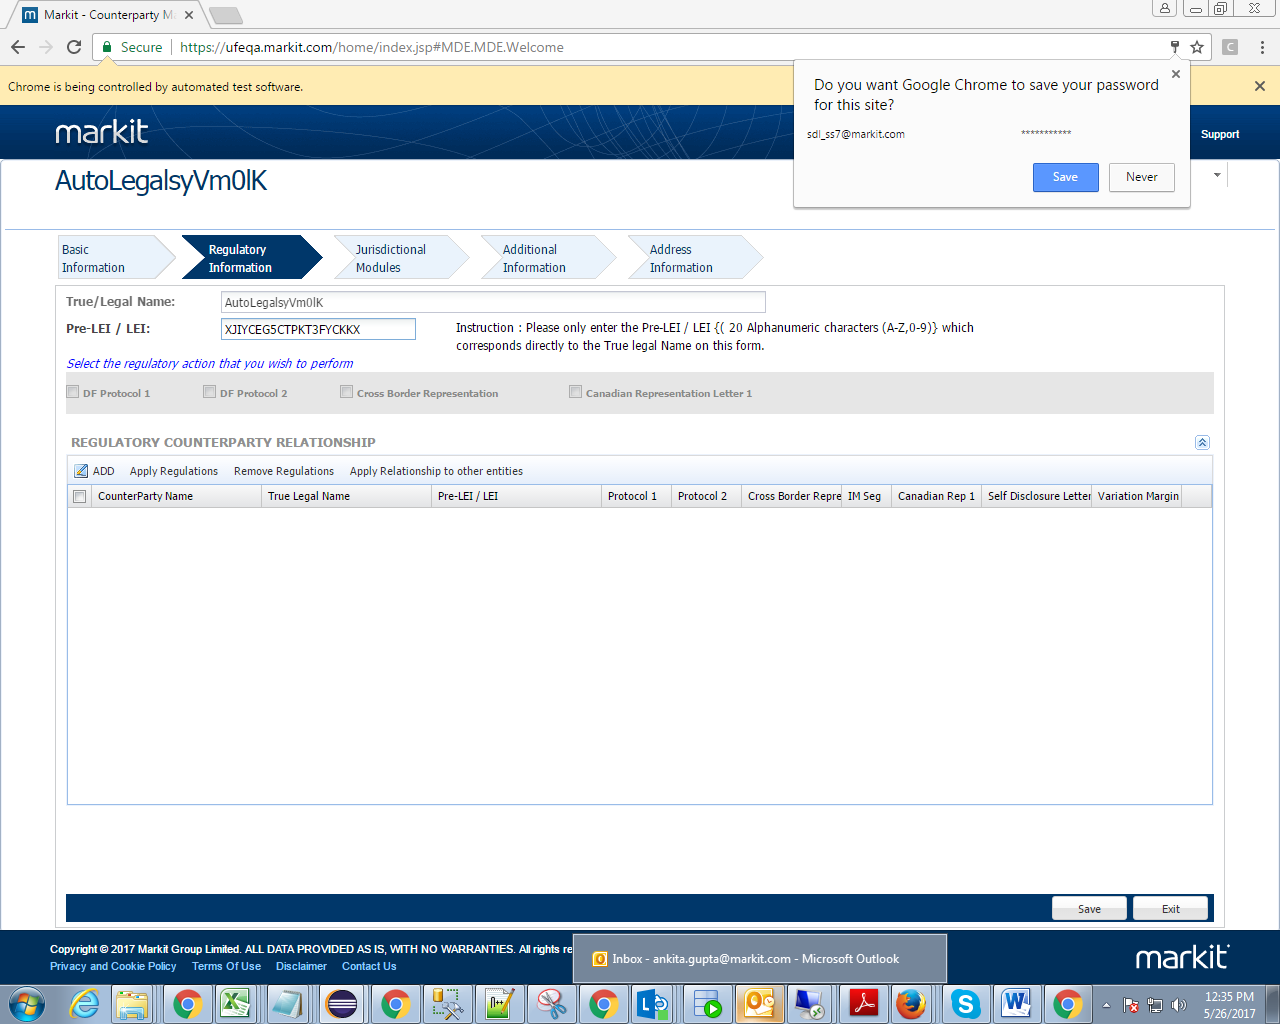 Markit - Counterparty M
Secure
https://ufeqa.markit.com/home/index.jsp#MDE.MDE.Welcome
Chrome is being controlled by automated test software.
Do you want Google Chrome to save your password
for this site?
sdl_ss7@markit.com ***********
Save Never
markit
Support
AutoLegalsyVm0lK
Basic
Information
Regulatory
Information
Jurisdictional
Modules
Additional
Information
Address
Information
True/Legal Name: AutoLegalsyVm0lK
Pre-LEI / LEI: XJIYCEG5CTPKT3FYCKKX
Instruction : Please only enter the Pre-LEI / LEI {( 20 Alphanumeric characters (A-Z,0-9)} which
corresponds directly to the True legal Name on this form.
Select the regulatory action that you wish to perform
DF Protocol 1 DF Protocol 2 Cross Border Representation Canadian Representation Letter 1
REGULATORY COUNTERPARTY RELATIONSHIP
ADD Apply Regulations Remove Regulations Apply Relationship to other entities
CounterParty Name True Legal Name Pre-LEI / LEI Protocol 1 Protocol 2 Cross Border Repre IM Seg Canadian Rep 1 Self Disclosure Letter Variation Margin
Save Exit
Copyright © 2017 Markit Group Limited. ALL DATA PROVIDED AS IS, WITH NO WARRANTIES. All rights re
Privacy and Cookie Policy Terms Of Use Disclaimer Contact Us
Inbox - ankita.gupta@markit.com - Microsoft Outlook
markit
12:35 PM
5/26/2017